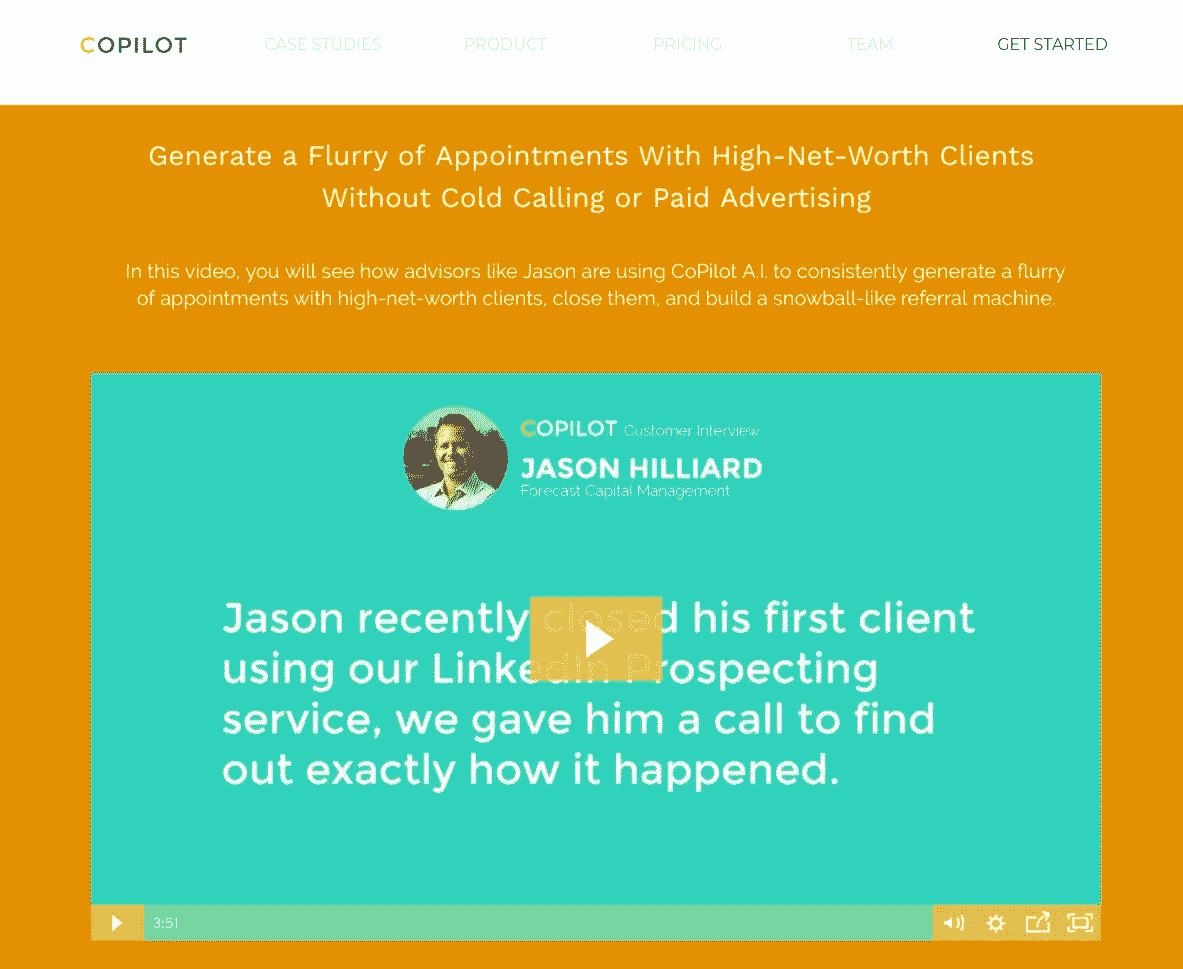 COPILOT CASE STUDIES PRODUCT PRICING TEAM GET STARTED
Generate a Flurry of Appointments With High-Net-Worth Clients
Without Cold Calling or Paid Advertising
In this video, you will see how advisors like Jason are using CoPilot A.I. to consistently generate a flurry
of appointments with high-net-worth clients, close them, and build a snowball-like referral machine.
COPILOT Customer Interview
JASON HILLIARD
Forecast Capital Management
Jason recently closed his first client
using our LinkedIn Prospecting
service, we gave him a call to find
out exactly how it happened.
3:51